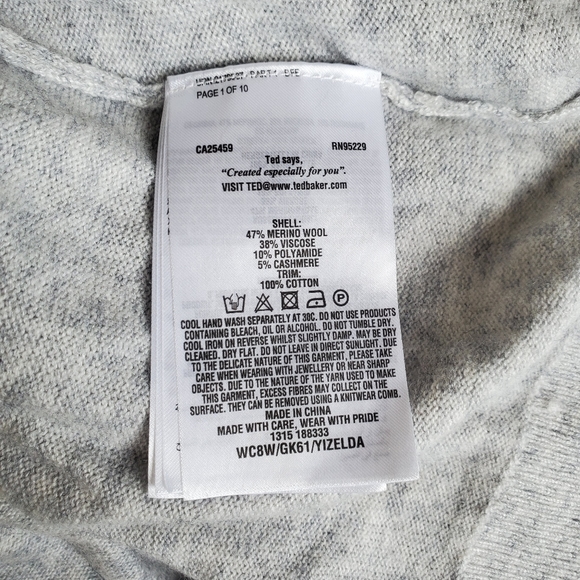 PAGE 1 OF 10
CA25459 RN95229
Ted says,
"Created especially for you".
VISIT TED@www.tedbaker.com
SHELL:
47% MERINO WOOL
38% VISCOSE
10% POLYAMIDE
5% CASHMERE
TRIM:
100% COTTON
COOL HAND WASH SEPARATELY AT 30C. DO NOT USE PRODUCTS
CONTAINING BLEACH, OIL OR ALCOHOL. DO NOT TUMBLE DRY.
COOL IRON ON REVERSE WHILST SLIGHTLY DAMP. MAY BE DRY
CLEANED. DRY FLAT. DO NOT LEAVE IN DIRECT SUNLIGHT. DUE
TO THE DELICATE NATURE OF THIS GARMENT, PLEASE TAKE
CARE WHEN WEARING WITH JEWELLERY OR NEAR SHARP
OBJECTS. DUE TO THE NATURE OF THE YARN USED TO MAKE
THIS GARMENT, EXCESS FIBRES MAY COLLECT ON THE
SURFACE. THEY CAN BE REMOVED USING A KNITWEAR COMB.
MADE IN CHINA
MADE WITH CARE, WEAR WITH PRIDE
1315 188333
WC8W/GK61/YIZELDA